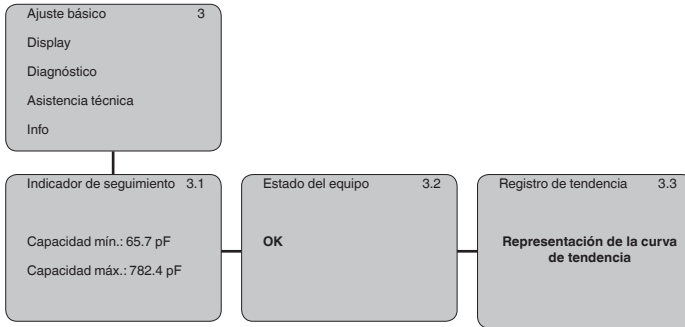 Ajuste básico 3
Display
Diagnóstico
Asistencia técnica
Info
Indicador de seguimiento 3.1
Capacidad mín.: 65.7 pF
Capacidad máx.: 782.4 pF
Estado del equipo 3.2
OK
Registro de tendencia 3.3
Representación de la curva
de tendencia